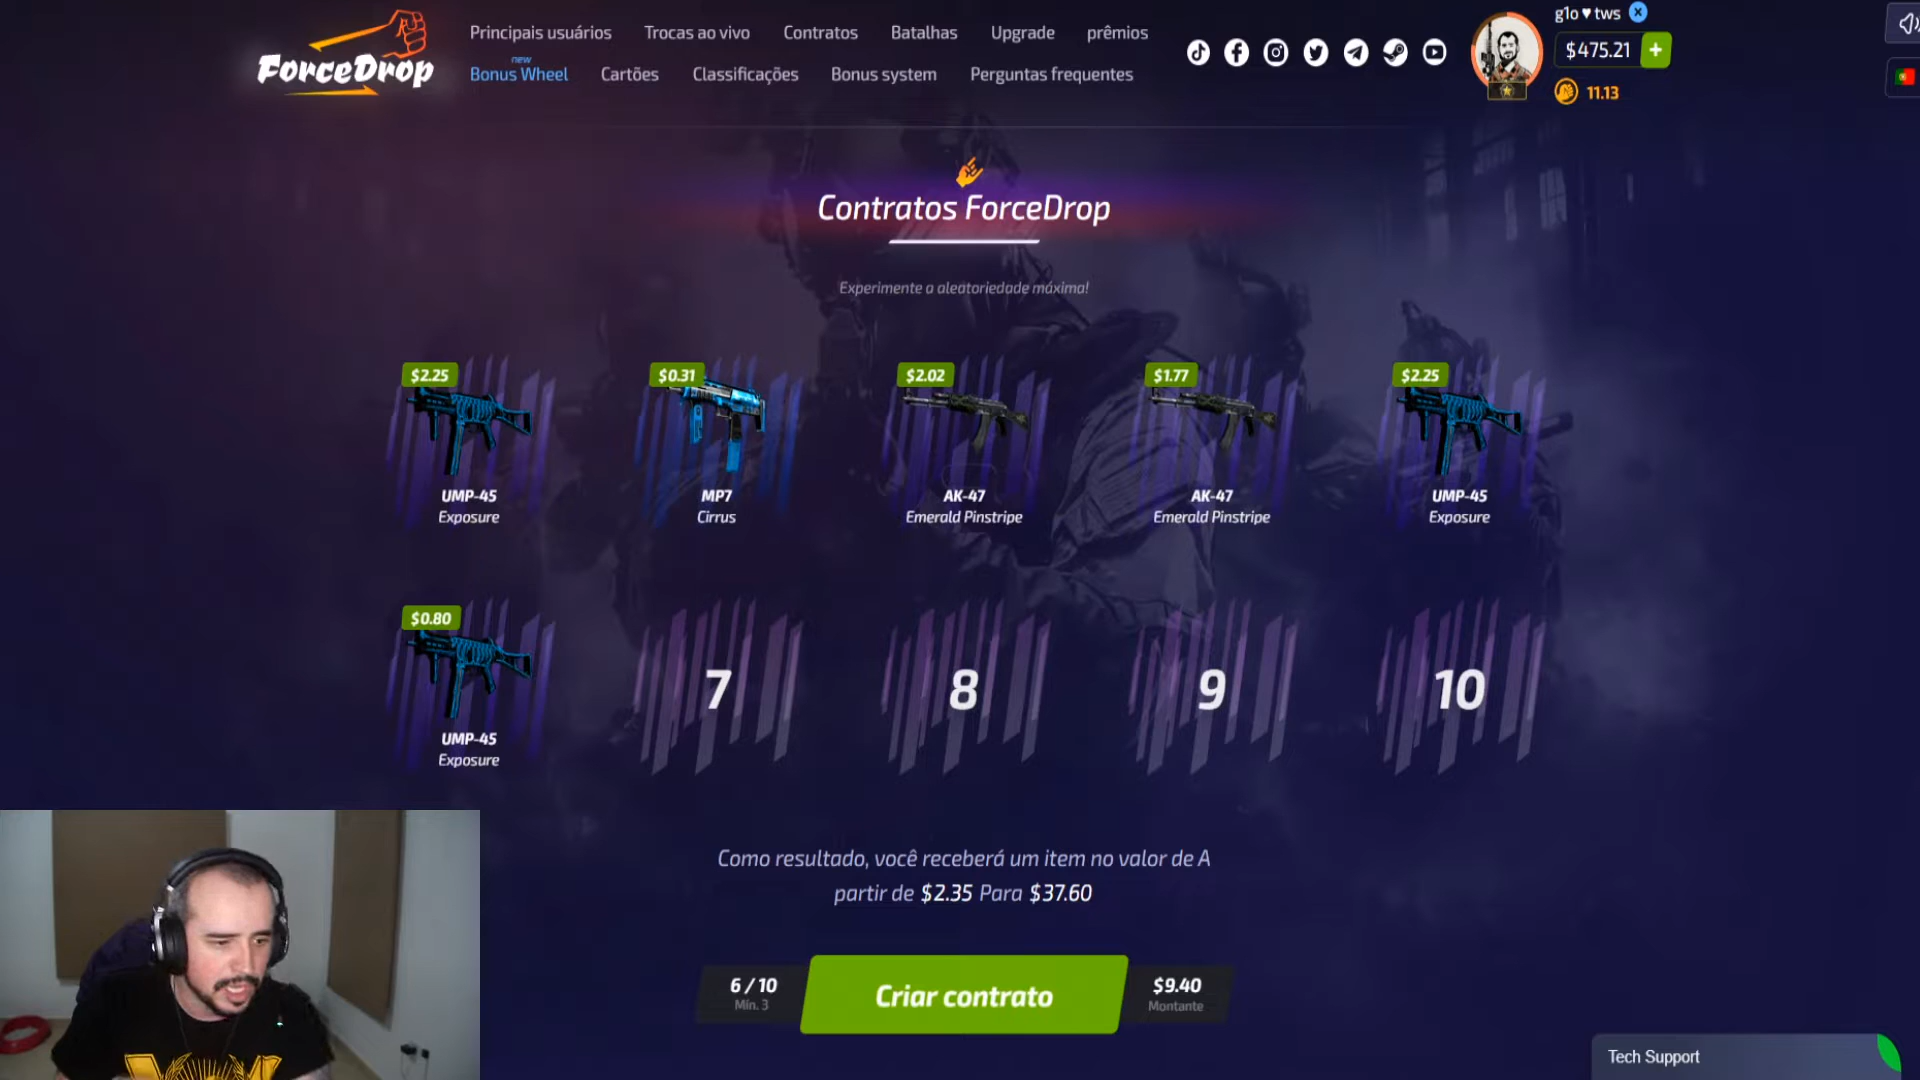 ForceDrop
Principais usuários
Trocas ao vivo
Contratos
Batalhas
Upgrade
prêmios
new
Bonus Wheel
Cartões
Classificações
Bonus system
Perguntas frequentes
g1o ♥ tws
$475.21
+
11.13
Contratos ForceDrop
Experimente a aleatoriedade máxima!
$2.25
UMP-45
Exposure
$0.31
MP7
Cirrus
$2.02
AK-47
Emerald Pinstripe
$1.77
AK-47
Emerald Pinstripe
$2.25
UMP-45
Exposure
$0.80
UMP-45
Exposure
7
8
9
10
Como resultado, você receberá um item no valor de A
partir de $2.35 Para $37.60
6 / 10
Mín. 3
Criar contrato
$9.40
Montante
Tech Support